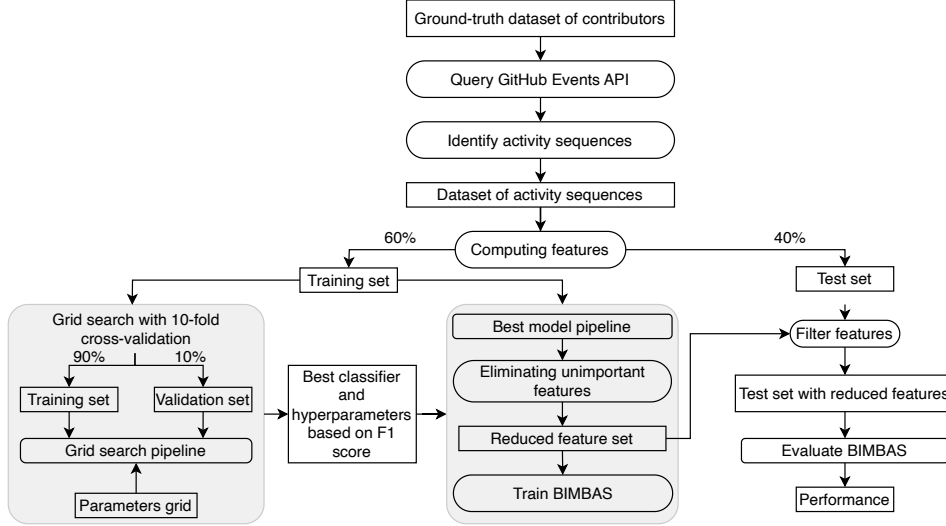 Ground-truth dataset of contributors
Query GitHub Events API
Identify activity sequences
Dataset of activity sequences
60%
Computing features
40%
Training set
Test set
Grid search with 10-fold
cross-validation
90%
10%
Training set
Validation set
Grid search pipeline
Parameters grid
Best classifier
and
hyperparameters
based on F1
score
Best model pipeline
Eliminating unimportant
features
Reduced feature set
Train BIMBAS
Filter features
Test set with reduced features
Evaluate BIMBAS
Performance